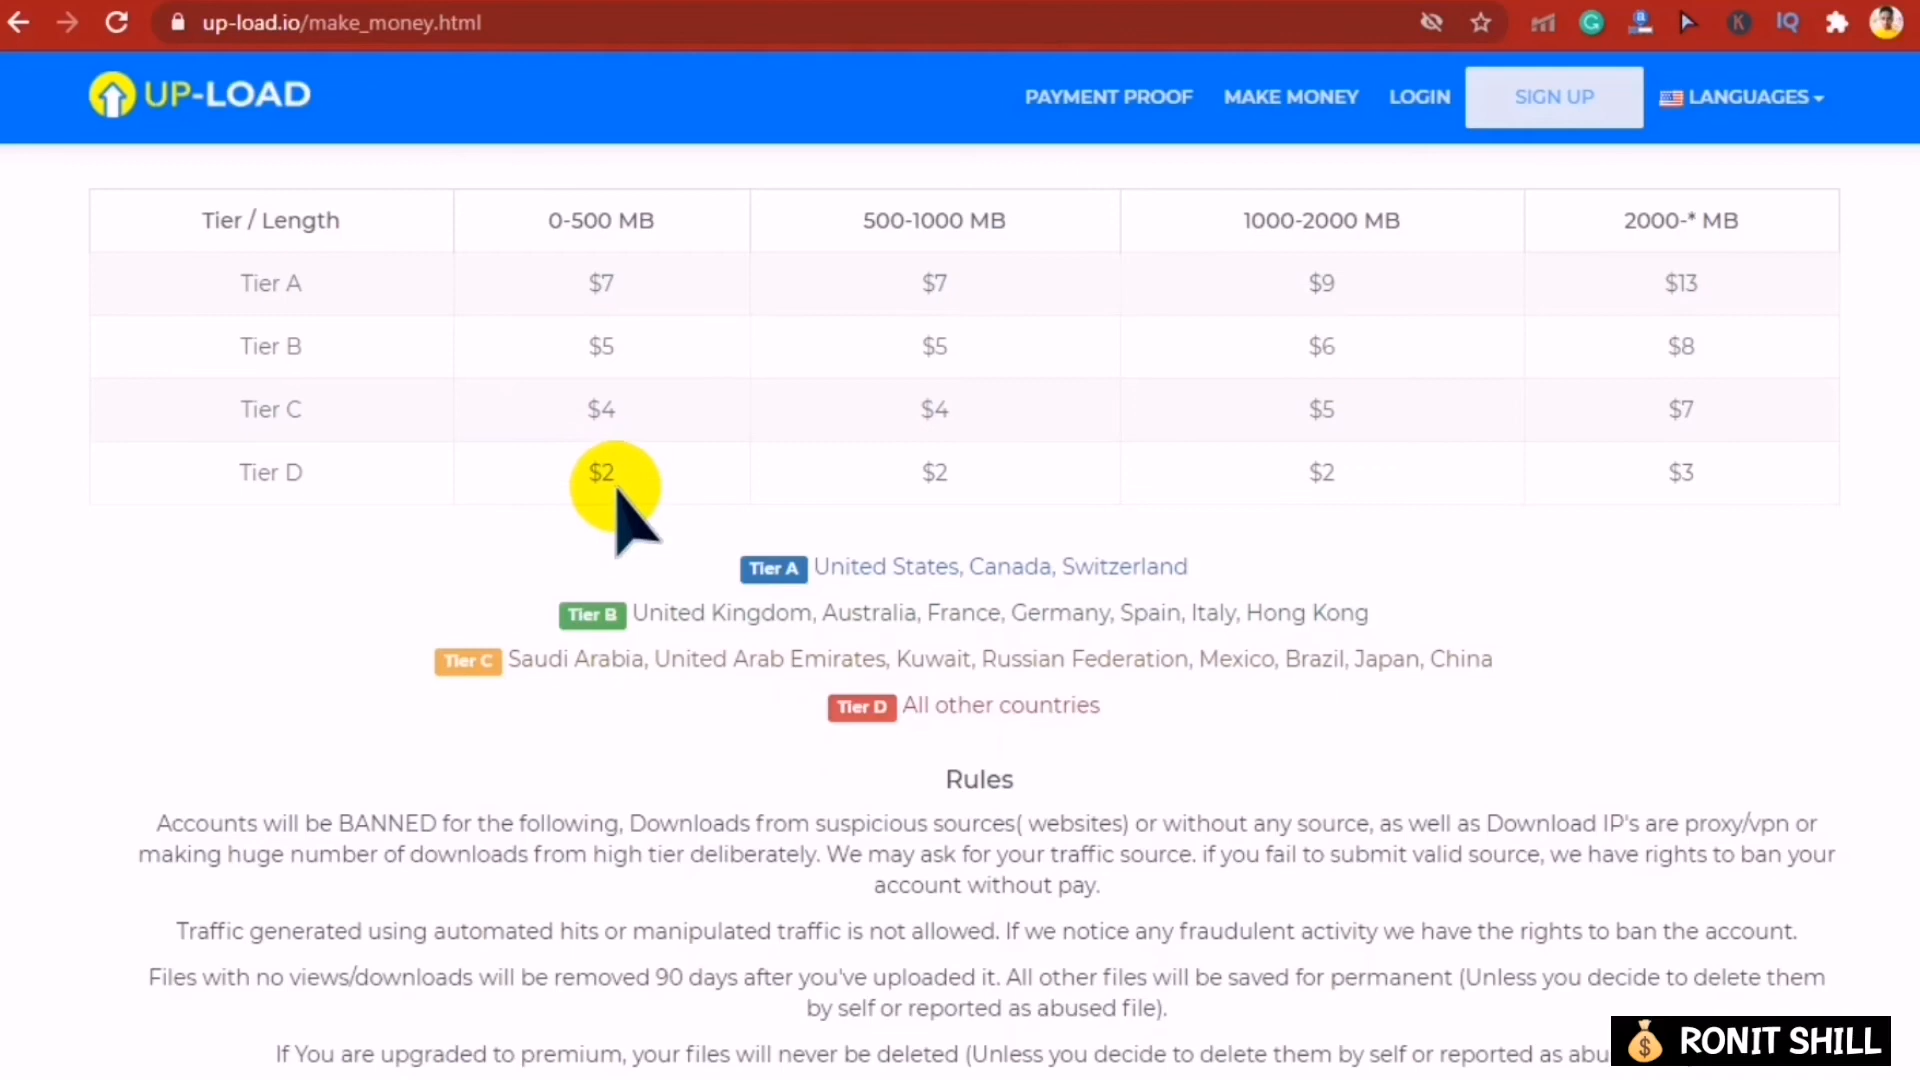 up-load.io/make_money.html
UP-LOAD
PAYMENT PROOF MAKE MONEY LOGIN SIGN UP LANGUAGES
Tier / Length 0-500 MB 500-1000 MB 1000-2000 MB 2000-* MB
Tier A $7 $7 $9 $13
Tier B $5 $5 $6 $8
Tier C $4 $4 $5 $7
Tier D $2 $2 $2 $3
Tier A United States, Canada, Switzerland
Tier B United Kingdom, Australia, France, Germany, Spain, Italy, Hong Kong
Tier C Saudi Arabia, United Arab Emirates, Kuwait, Russian Federation, Mexico, Brazil, Japan, China
Tier D All other countries
Rules
Accounts will be BANNED for the following, Downloads from suspicious sources( websites) or without any source, as well as Download IP's are proxy/vpn or
making huge number of downloads from high tier deliberately. We may ask for your traffic source. if you fail to submit valid source, we have rights to ban your
account without pay.
Traffic generated using automated hits or manipulated traffic is not allowed. If we notice any fraudulent activity we have the rights to ban the account.
Files with no views/downloads will be removed 90 days after you've uploaded it. All other files will be saved for permanent (Unless you decide to delete them
by self or reported as abused file).
If You are upgraded to premium, your files will never be deleted (Unless you decide to delete them by self or reported as abu
RONIT SHILL